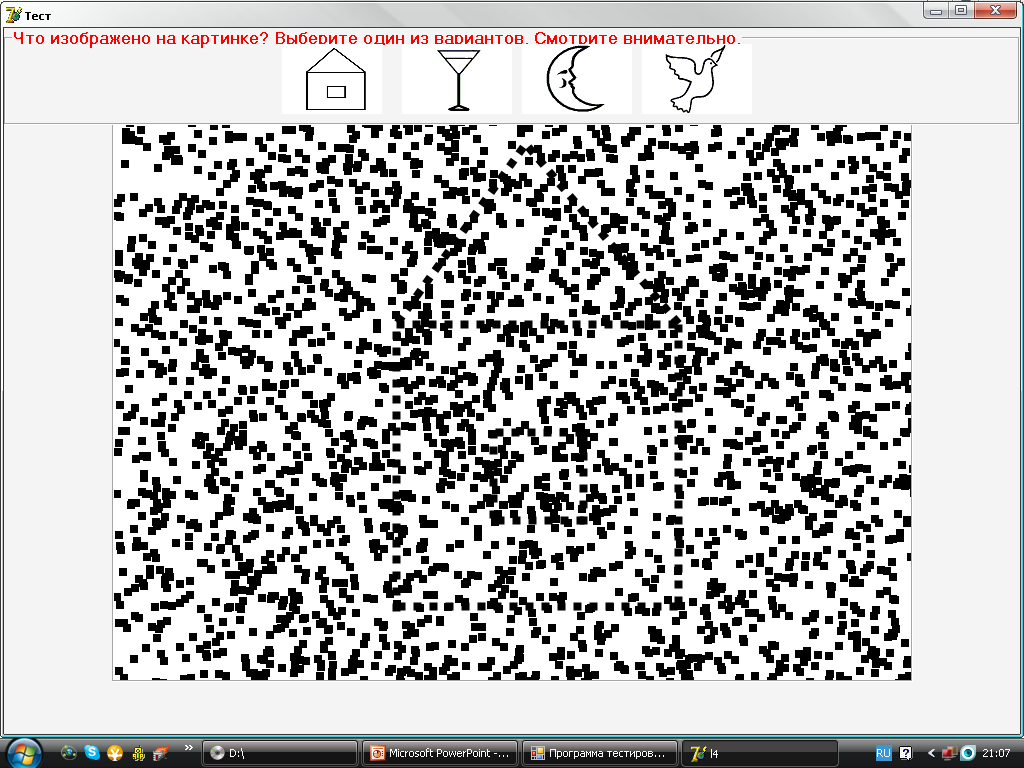 Тест
Что изображено на картинке? Выберите один из вариантов. Смотрите внимательно.
D:\
Microsoft PowerPoint -...
Программа тестиров...
l4
RU
21:07